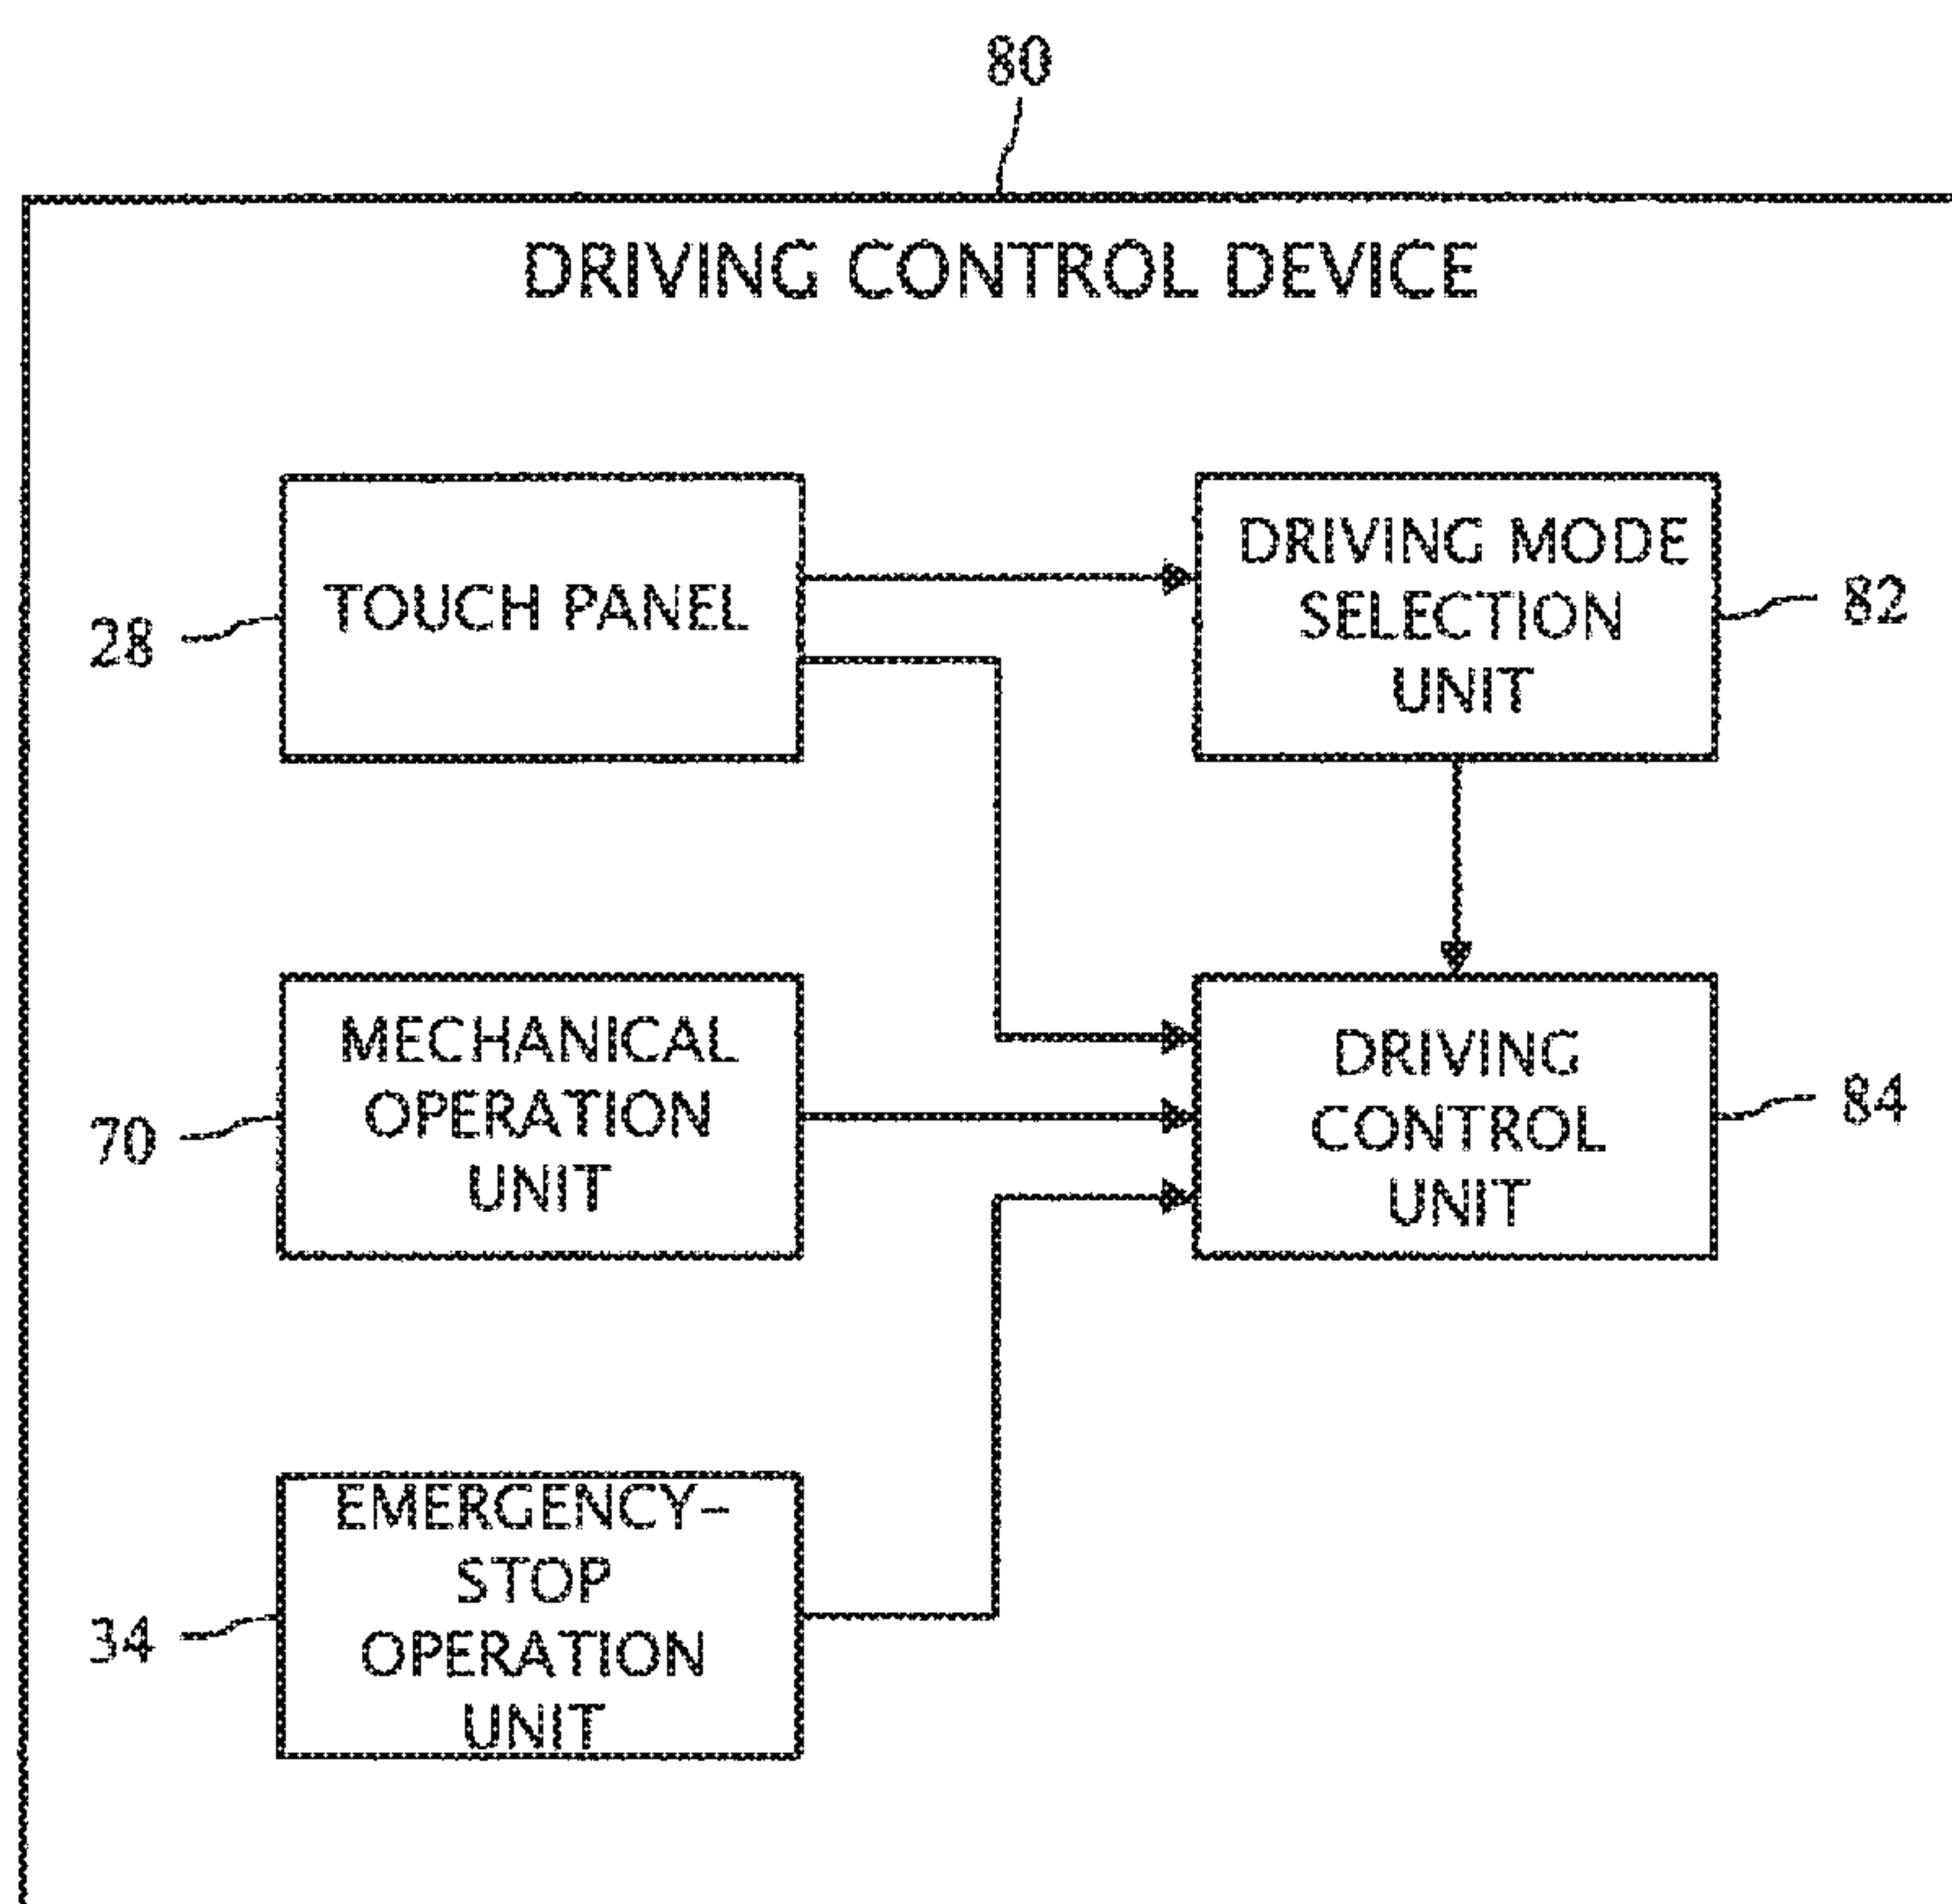 80
DRIVING CONTROL DEVICE
TOUCH PANEL
28
DRIVING MODE
SELECTION
UNIT
82
MECHANICAL
OPERATION
UNIT
70
DRIVING
CONTROL
UNIT
84
EMERGENCY-
STOP
OPERATION
UNIT
34